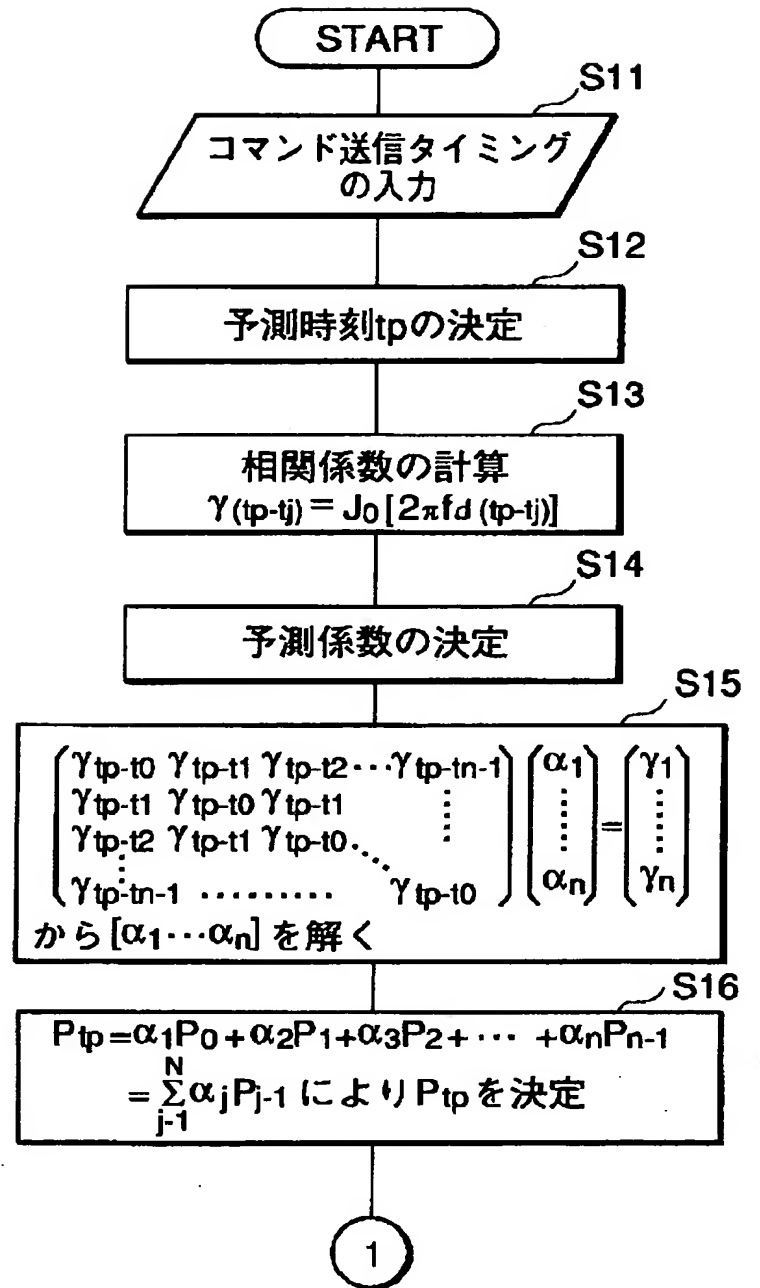 START
S11
コマンド送信タイミング
の入力
S12
予測時刻tpの決定
S13
相関係数の計算
γ(tp-tj) = J0 [2πfd (tp-tj)]
S14
予測係数の決定
S15
γtp-t0 γtp-t1 γtp-t2 ··· γtp-tn-1 α1 γ1
γtp-t1 γtp-t0 γtp-t1
γtp-t2 γtp-t1 γtp-t0 =
γtp-tn-1 ········· γtp-t0 αn γn
から [α1···αn] を解く
S16
Ptp=α1P0+α2P1+α3P2+ ··· +αnPn-1
N
= Σ αjPj-1 により Ptp を決定
j-1
1